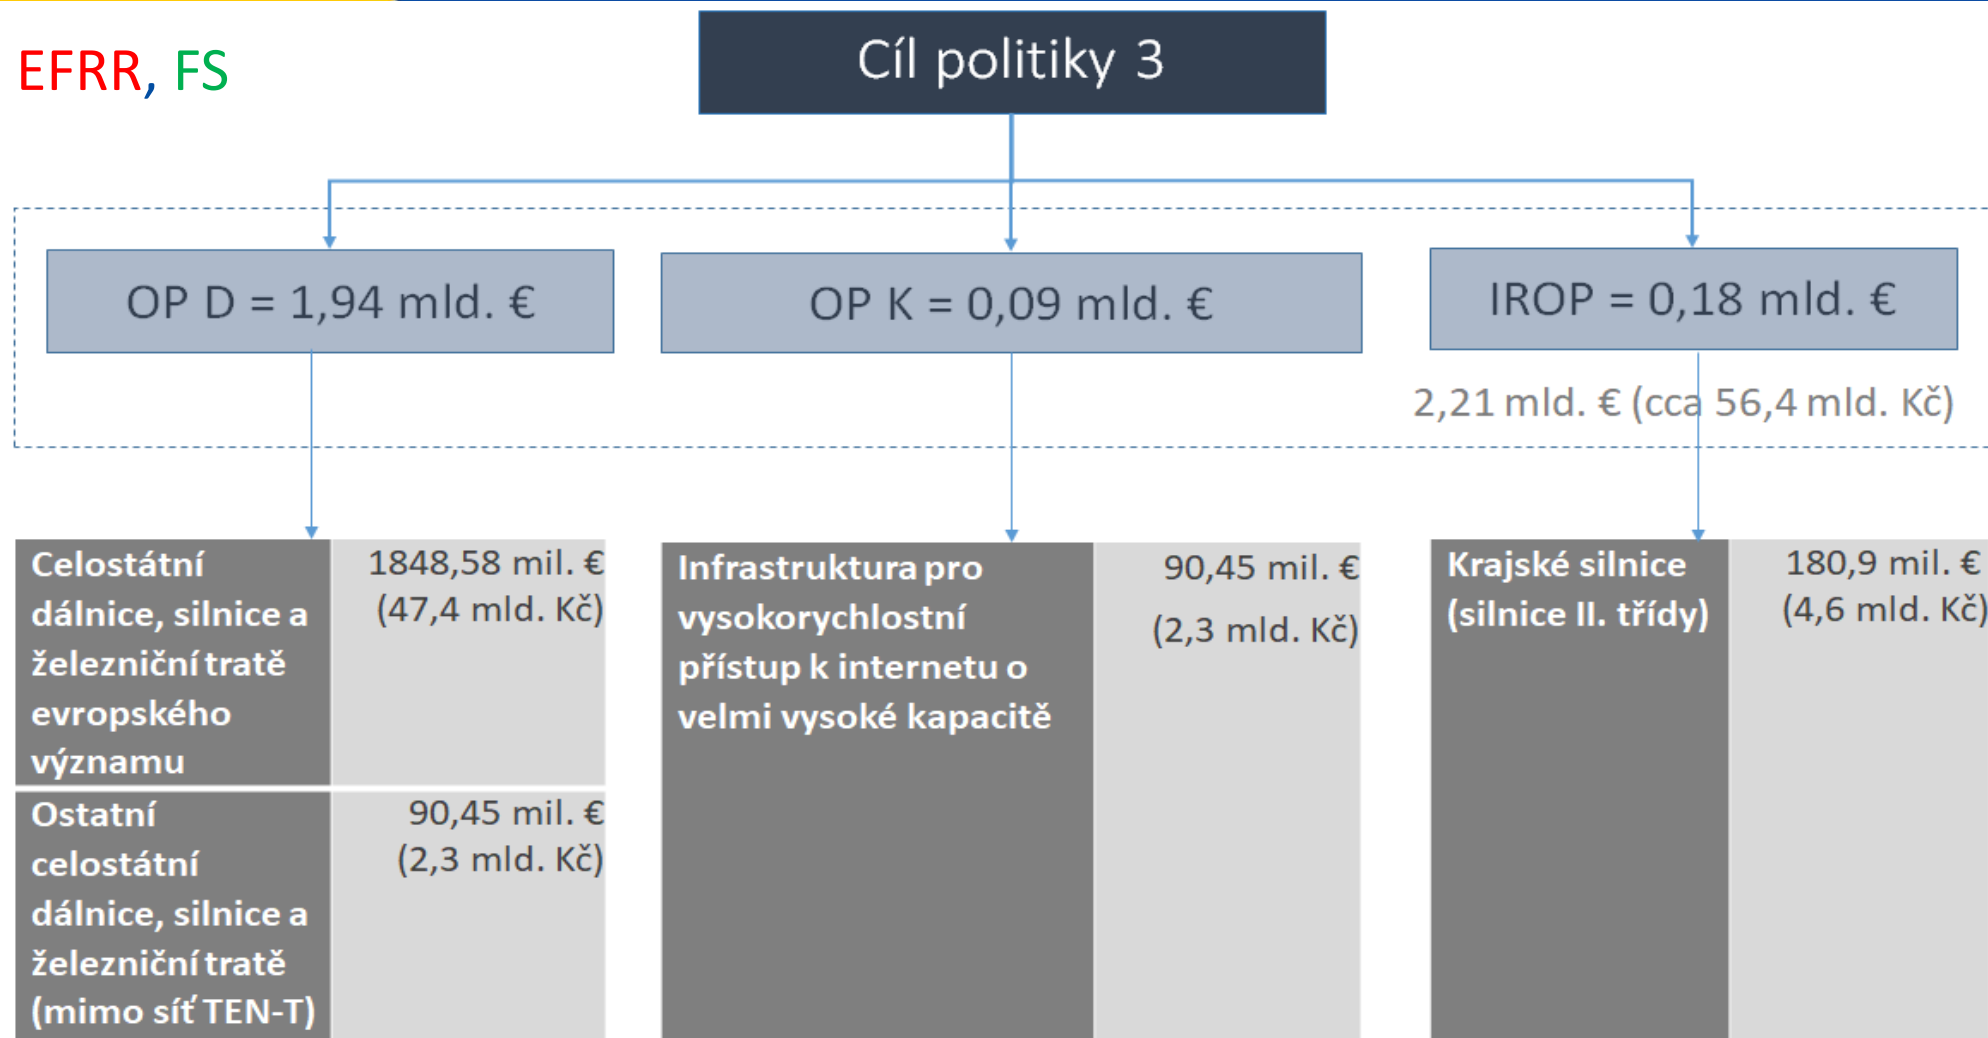 EFRR, FS
Cíl politiky 3
OP D = 1,94 mld. €
OP K = 0,09 mld. €
IROP = 0,18 mld. €
2,21 mld. € (cca 56,4 mld. Kč)
Celostátní
dálnice, silnice a
železniční tratě
evropského
významu
1848,58 mil. €
(47,4 mld. Kč)
Ostatní
celostátní
dálnice, silnice a
železniční tratě
(mimo síť TEN-T)
90,45 mil. €
(2,3 mld. Kč)
Infrastruktura pro
vysokorychlostní
přístup k internetu o
velmi vysoké kapacitě
90,45 mil. €
(2,3 mld. Kč)
Krajské silnice
(silnice II. třídy)
180,9 mil. €
(4,6 mld. Kč)